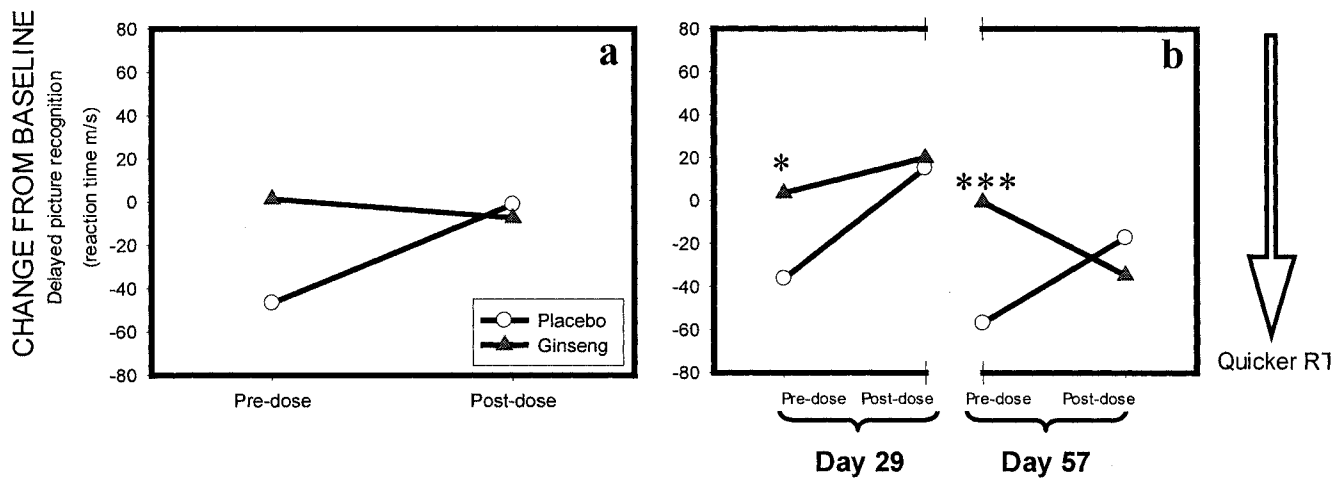 CHANGE FROM BASELINE
Delayed picture recognition
(reaction time m/s)
80
60
40
20
0
-20
-40
-60
-80
a
Placebo
Ginseng
Pre-dose Post-dose
80
60
40
20
0
-20
-40
-60
-80
b
*
***
Pre-dose Post-dose Pre-dose Post-dose
Day 29 Day 57
Quicker RT